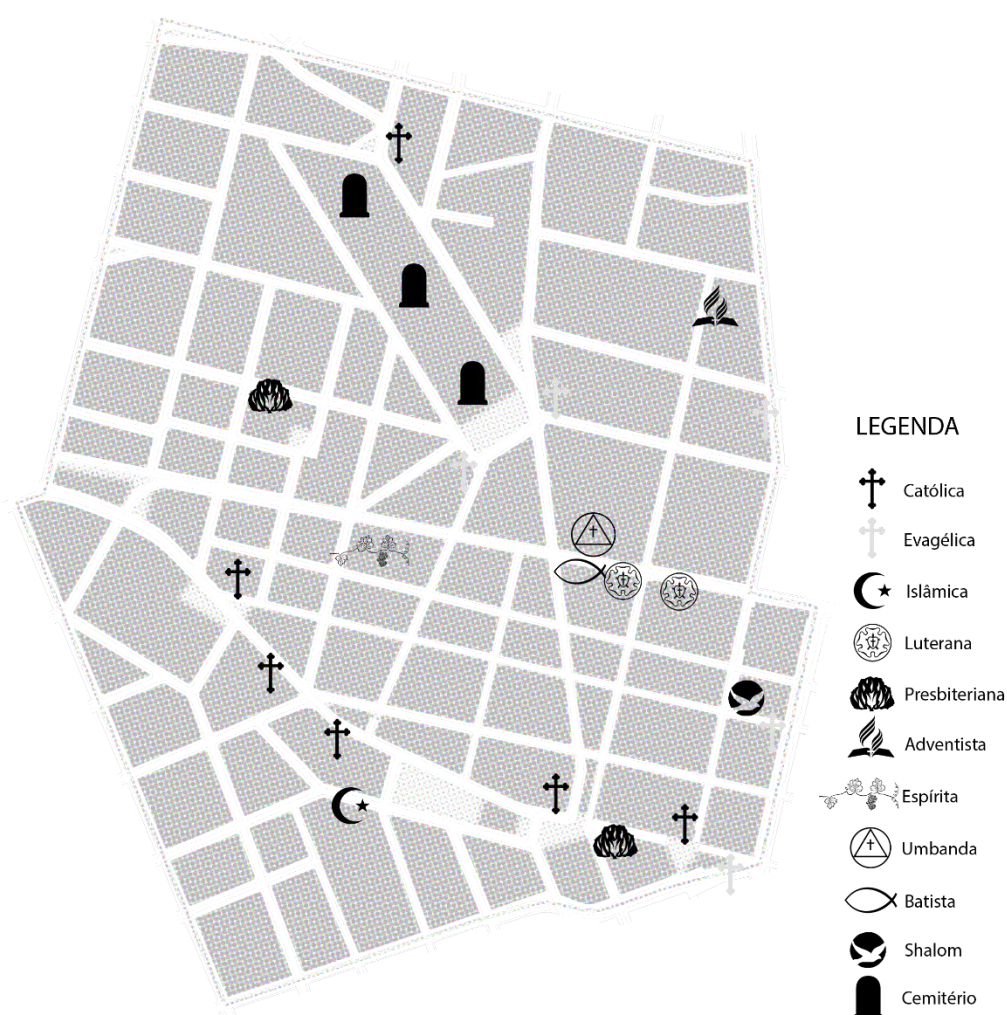 LEGENDA
Católica
Evagélica
Islâmica
Luterana
Presbiteriana
Adventista
Espírita
Umbanda
Batista
Shalom
Cemitério